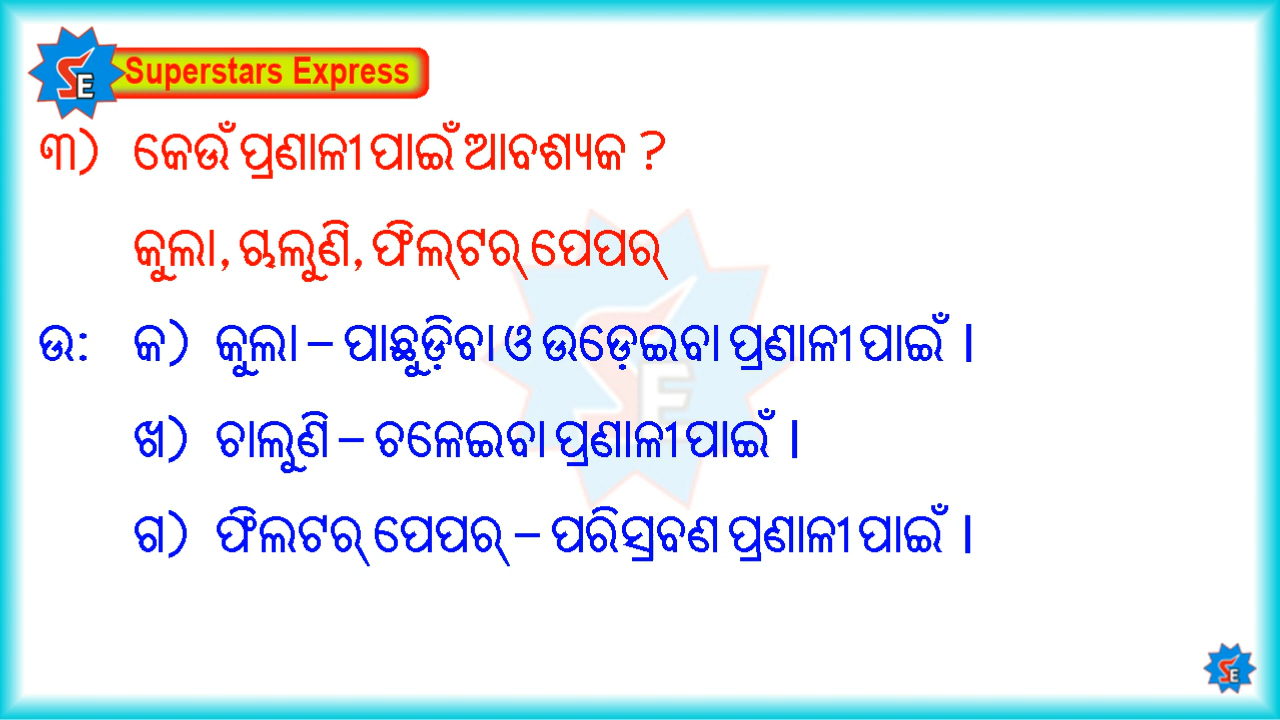 Superstars Express
୩) କେଉଁ ପ୍ରଣାଳୀ ପାଇଁ ଆବଶ୍ୟକ ?
କୁଲା, ଚାଲୁଣି, ଫିଲ୍‌ଟର୍ ପେପର୍
ଉ: କ) କୁଲା – ପାଛୁଡ଼ିବା ଓ ଉଡ଼େଇବା ପ୍ରଣାଳୀ ପାଇଁ ।
ଖ) ଚାଲୁଣି – ଚଳେଇବା ପ୍ରଣାଳୀ ପାଇଁ ।
ଗ) ଫିଲଟର୍ ପେପର୍ – ପରିସ୍ରବଣ ପ୍ରଣାଳୀ ପାଇଁ ।
SE